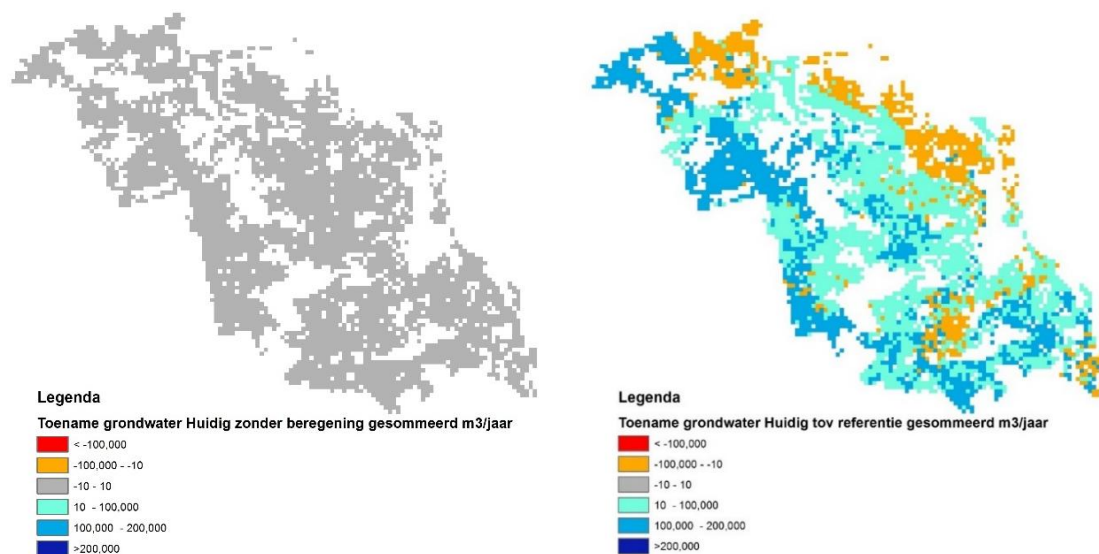 Legenda
Toename grondwater Huidig zonder beregening gesommeerd m3/jaar
< -100,000
-100,000 - -10
-10 - 10
10 - 100,000
100,000 - 200,000
>200,000
Legenda
Toename grondwater Huidig tov referentie gesommeerd m3/jaar
< -100,000
-100,000 - -10
-10 - 10
10 - 100,000
100,000 - 200,000
>200,000